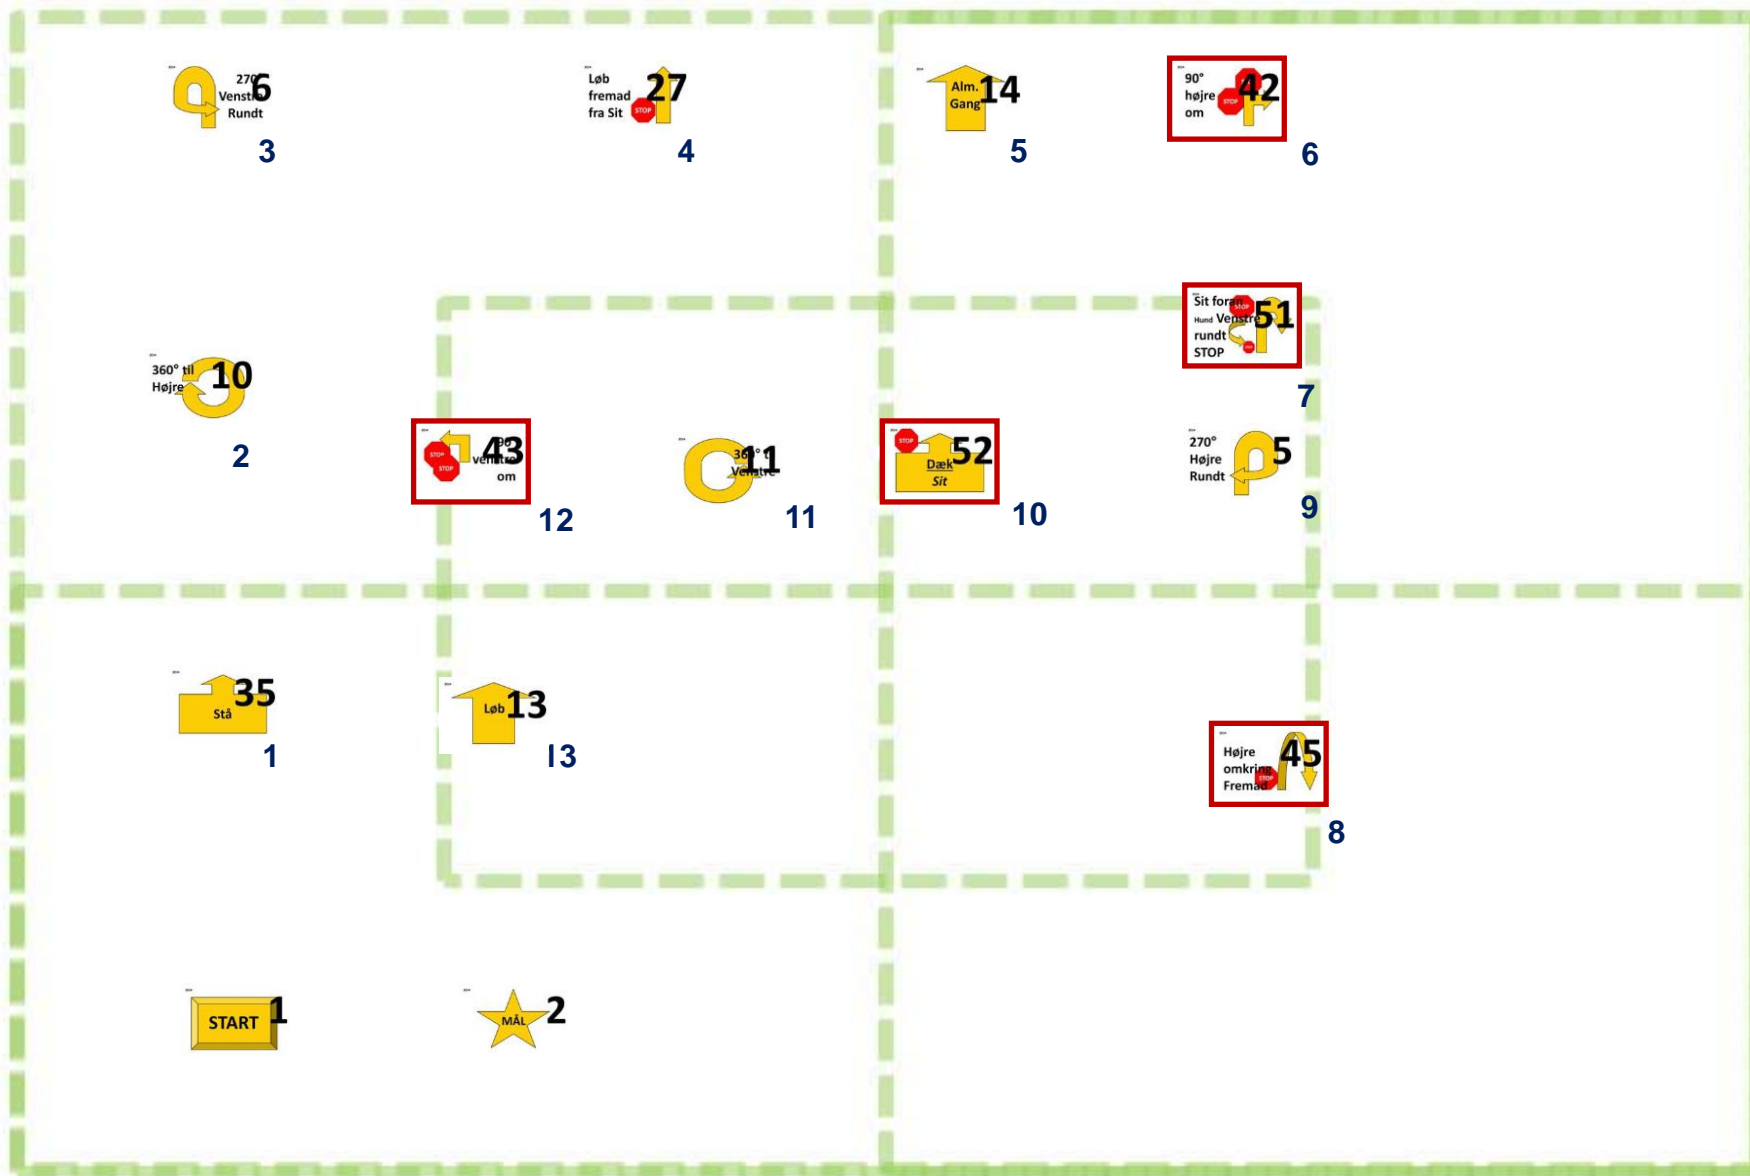 270°
Venstre
Rundt
6
3
Løb
fremad
fra Sit
STOP
27
4
Alm.
Gang
14
5
90°
højre
om
STOP
42
6
Sit foran
Hund Venstre
rundt
STOP
STOP
51
7
360° til
Højre
10
2
STOP
STOP
venstre
om
43
12
360° til
Venstre
11
11
STOP
Dæk
Sit
52
10
270°
Højre
Rundt
5
9
Stå
35
1
Løb
13
13
Højre
omkring
Fremad
STOP
45
8
START
1
MÅL
2